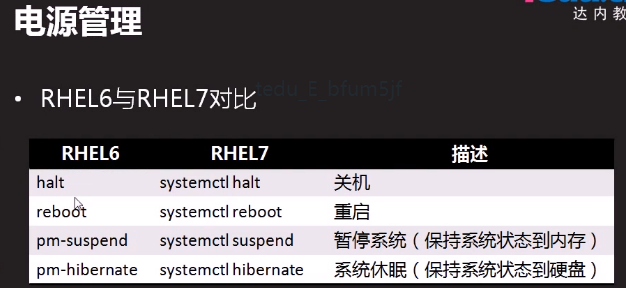 电源管理
达内教
• RHEL6与RHEL7对比
tedu_E_bfum5jf
RHEL6 RHEL7 描述
halt systemctl halt 关机
reboot systemctl reboot 重启
pm-suspend systemctl suspend 暂停系统（保持系统状态到内存）
pm-hibernate systemctl hibernate 系统休眠（保持系统状态到硬盘）